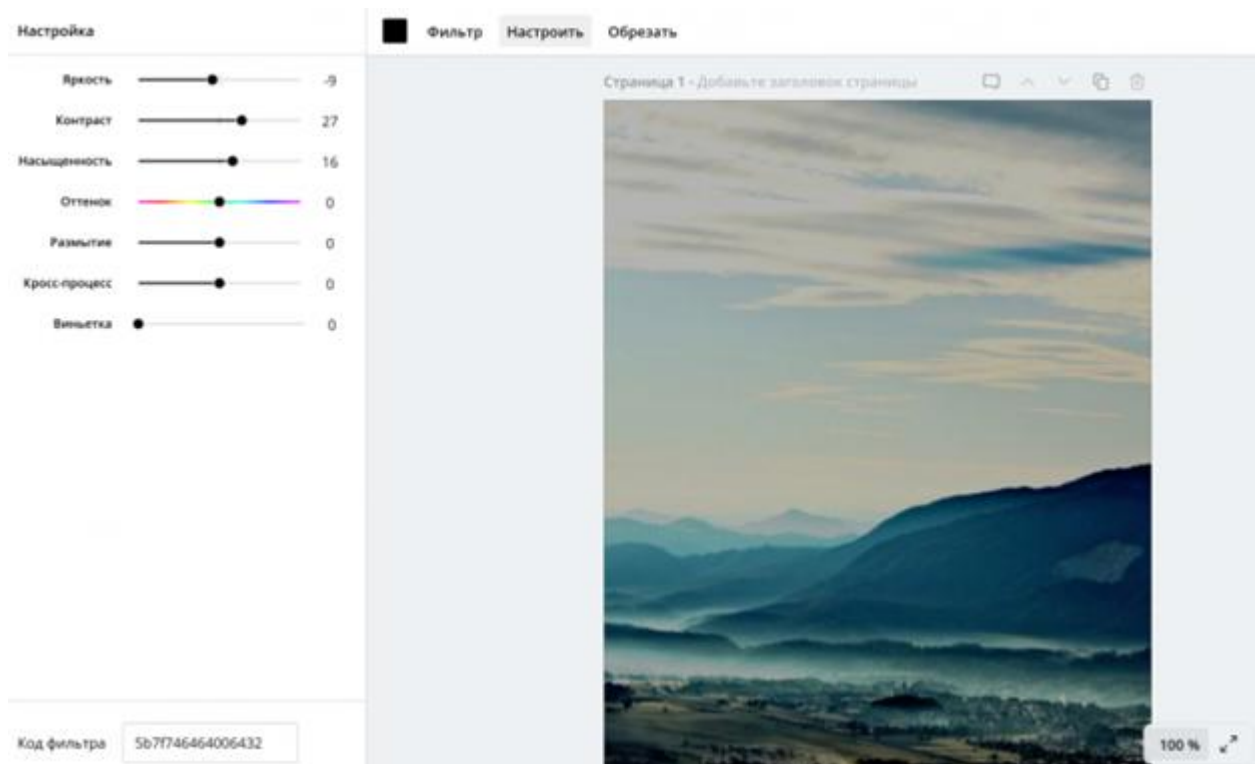 Настройка
Фильтр Настроить Обрезать
Яркость -9
Страница 1 - Добавьте заголовок страницы
Контраст 27
Насыщенность 16
Оттенок 0
Размытие 0
Кросс-процесс 0
Виньетка 0
Код фильтра 5b7f746464006432
100 %